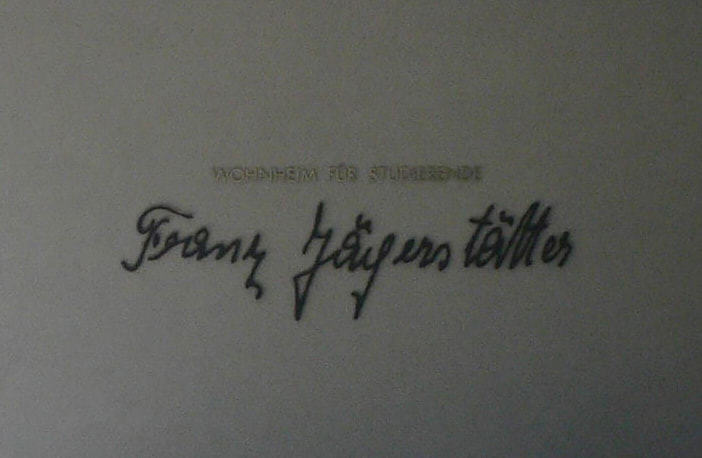 WOHNHEIM FÜR STUDIERENDE
Franz Jägerstätter